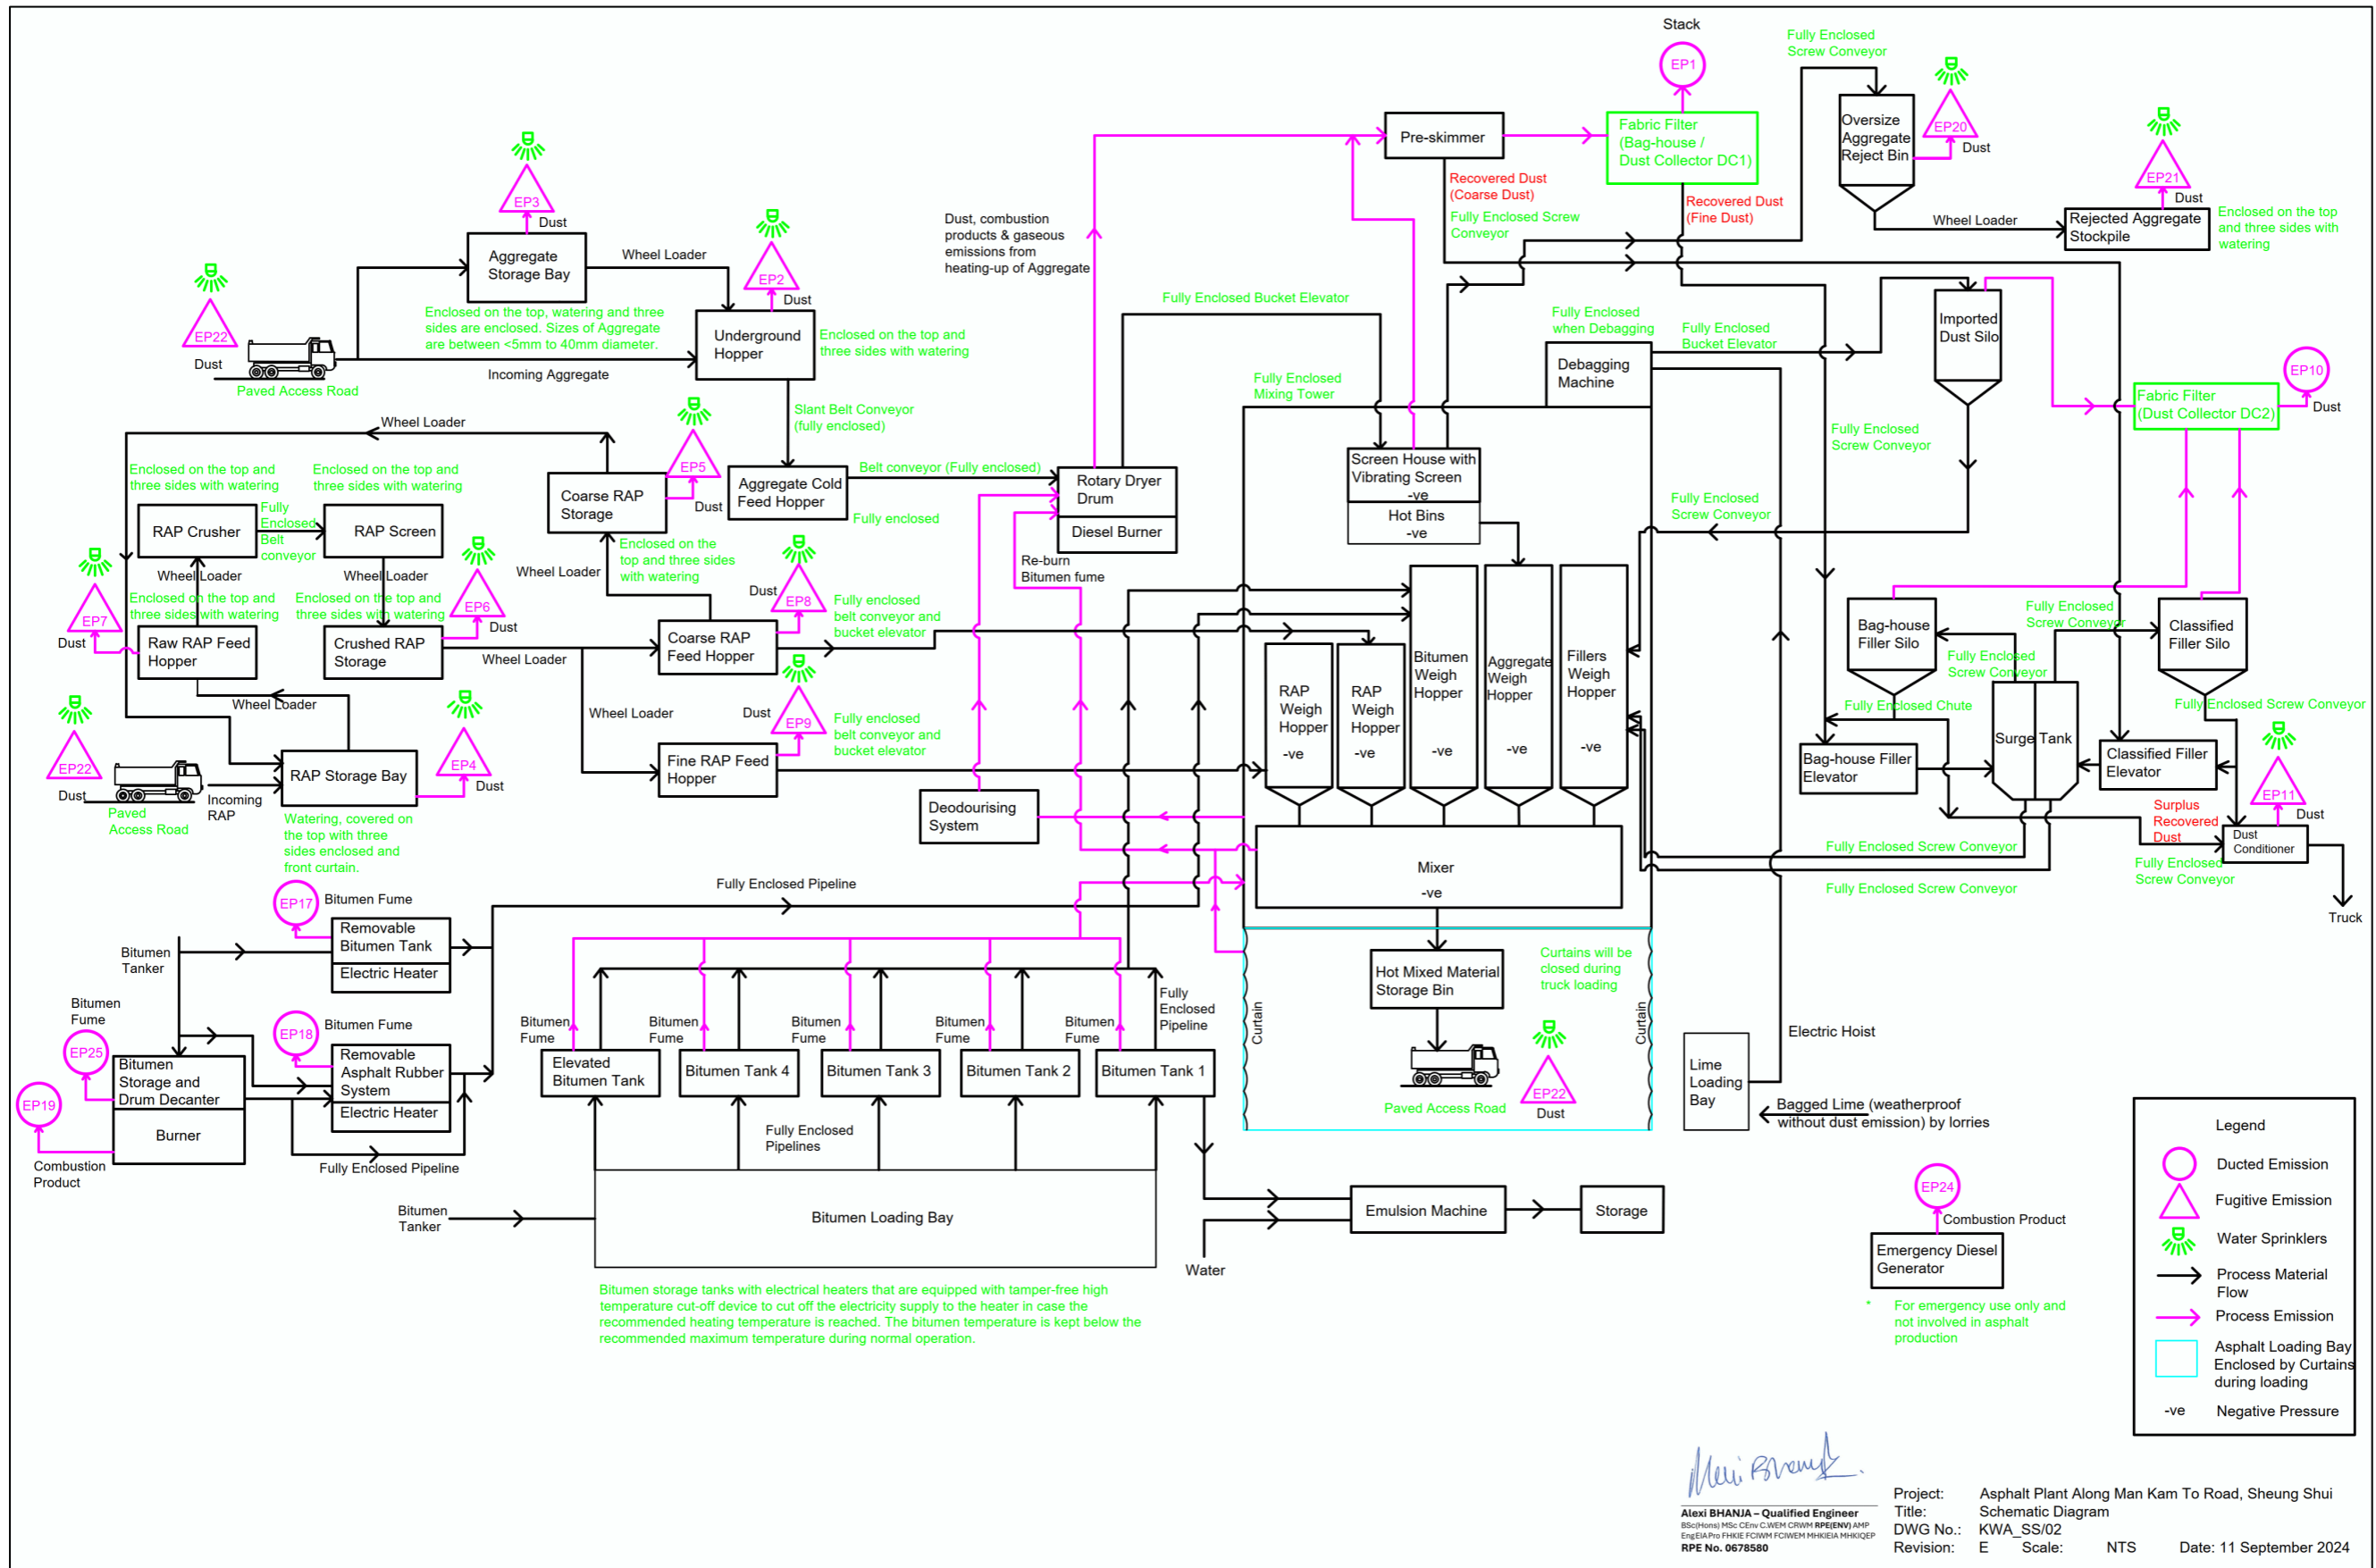 Stack
EP1
Fully Enclosed
Screw Conveyor
EP20
Dust
Oversize
Aggregate
Reject Bin
EP21
Dust
Wheel Loader
Rejected Aggregate
Stockpile
Enclosed on the top
and three sides with
watering
Pre-skimmer
Fabric Filter
(Bag-house /
Dust Collector DC1)
Recovered Dust
(Coarse Dust)
Fully Enclosed Screw
Conveyor
Recovered Dust
(Fine Dust)
EP3
Dust
Aggregate
Storage Bay
Wheel Loader
EP2
Dust
EP22
Dust
Paved Access Road
Enclosed on the top, watering and three
sides are enclosed. Sizes of Aggregate
are between <5mm to 40mm diameter.
Incoming Aggregate
Underground
Hopper
Enclosed on the top and
three sides with watering
Dust, combustion
products & gaseous
emissions from
heating-up of Aggregate
Fully Enclosed Bucket Elevator
Fully Enclosed
when Debagging
Debagging
Machine
Fully Enclosed
Bucket Elevator
Imported
Dust Silo
EP10
Dust
Fabric Filter
(Dust Collector DC2)
Fully Enclosed
Mixing Tower
Slant Belt Conveyor
(fully enclosed)
Wheel Loader
EP5
Dust
Enclosed on the top and
three sides with watering
Enclosed on the top and
three sides with watering
RAP Crusher
Fully
Enclosed
Belt
conveyor
RAP Screen
Coarse RAP
Storage
Aggregate Cold
Feed Hopper
Belt conveyor (Fully enclosed)
Fully enclosed
Rotary Dryer
Drum
Diesel Burner
Re-burn
Bitumen fume
Screen House with
Vibrating Screen
-ve
Hot Bins
-ve
Fully Enclosed
Screw Conveyor
Fully Enclosed
Screw Conveyor
Wheel Loader
Wheel Loader
Wheel Loader
Enclosed on the
top and three sides
with watering
EP7
Dust
Enclosed on the top and
three sides with watering
Enclosed on the top and
three sides with watering
EP6
Dust
Raw RAP Feed
Hopper
Crushed RAP
Storage
Wheel Loader
Coarse RAP
Feed Hopper
Dust
EP8
Fully enclosed
belt conveyor and
bucket elevator
Wheel Loader
Wheel Loader
Fine RAP Feed
Hopper
Dust
EP9
Fully enclosed
belt conveyor and
bucket elevator
EP22
Dust
Paved
Access Road
Incoming
RAP
RAP Storage Bay
EP4
Dust
Watering, covered on
the top with three
sides enclosed and
front curtain.
Deodourising
System
RAP
Weigh
Hopper
-ve
RAP
Weigh
Hopper
-ve
Bitumen
Weigh
Hopper
-ve
Aggregate
Weigh
Hopper
-ve
Fillers
Weigh
Hopper
-ve
Mixer
-ve
Bag-house
Filler Silo
Fully Enclosed
Screw Conveyor
Classified
Filler Silo
Fully Enclosed
Screw Conveyor
Fully Enclosed Chute
Fully Enclosed Screw Conveyor
Bag-house Filler
Elevator
Surge Tank
Classified Filler
Elevator
EP11
Dust
Surplus
Recovered
Dust
Dust
Conditioner
Fully Enclosed
Screw Conveyor
Fully Enclosed Screw Conveyor
Fully Enclosed Screw Conveyor
Truck
Fully Enclosed Pipeline
EP17
Bitumen Fume
Removable
Bitumen Tank
Electric Heater
Bitumen
Tanker
Bitumen
Fume
EP25
EP18
Bitumen Fume
Removable
Asphalt Rubber
System
Electric Heater
Bitumen
Storage and
Drum Decanter
Burner
EP19
Combustion
Product
Fully Enclosed Pipeline
Bitumen
Fume
Bitumen
Fume
Bitumen
Fume
Bitumen
Fume
Bitumen
Fume
Fully
Enclosed
Pipeline
Elevated
Bitumen Tank
Bitumen Tank 4
Bitumen Tank 3
Bitumen Tank 2
Bitumen Tank 1
Fully Enclosed
Pipelines
Bitumen
Tanker
Bitumen Loading Bay
Bitumen storage tanks with electrical heaters that are equipped with tamper-free high
temperature cut-off device to cut off the electricity supply to the heater in case the
recommended heating temperature is reached. The bitumen temperature is kept below the
recommended maximum temperature during normal operation.
Curtain
Hot Mixed Material
Storage Bin
Curtains will be
closed during
truck loading
Curtain
EP22
Dust
Paved Access Road
Lime
Loading
Bay
Electric Hoist
Bagged Lime (weatherproof
without dust emission) by lorries
Water
Emulsion Machine
Storage
EP24
Combustion Product
Emergency Diesel
Generator
* For emergency use only and
not involved in asphalt
production
Legend
Ducted Emission
Fugitive Emission
Water Sprinklers
Process Material
Flow
Process Emission
Asphalt Loading Bay
Enclosed by Curtains
during loading
-ve Negative Pressure
Alexi BHANJA – Qualified Engineer
BSc(Hons) MSc CEnv C.WEM CRWM RPE(ENV) AMP
EngEIAPro FHKIE FCIWM FCIWEM MHKIEIA MHKIQEP
RPE No. 0678580
Project: Asphalt Plant Along Man Kam To Road, Sheung Shui
Title: Schematic Diagram
DWG No.: KWA_SS/02
Revision: E Scale: NTS Date: 11 September 2024